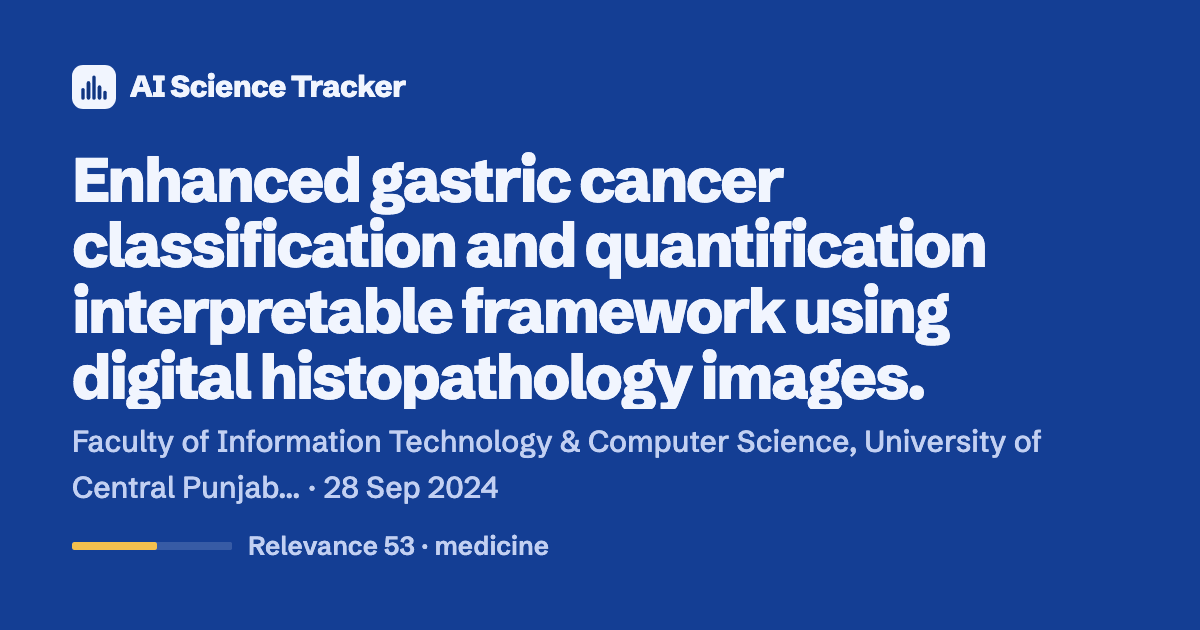 AI Science Tracker
Enhanced gastric cancer
classification and quantification
interpretable framework using
digital histopathology images.
Faculty of Information Technology & Computer Science, University of
Central Punjab... · 28 Sep 2024
Relevance 53 · medicine